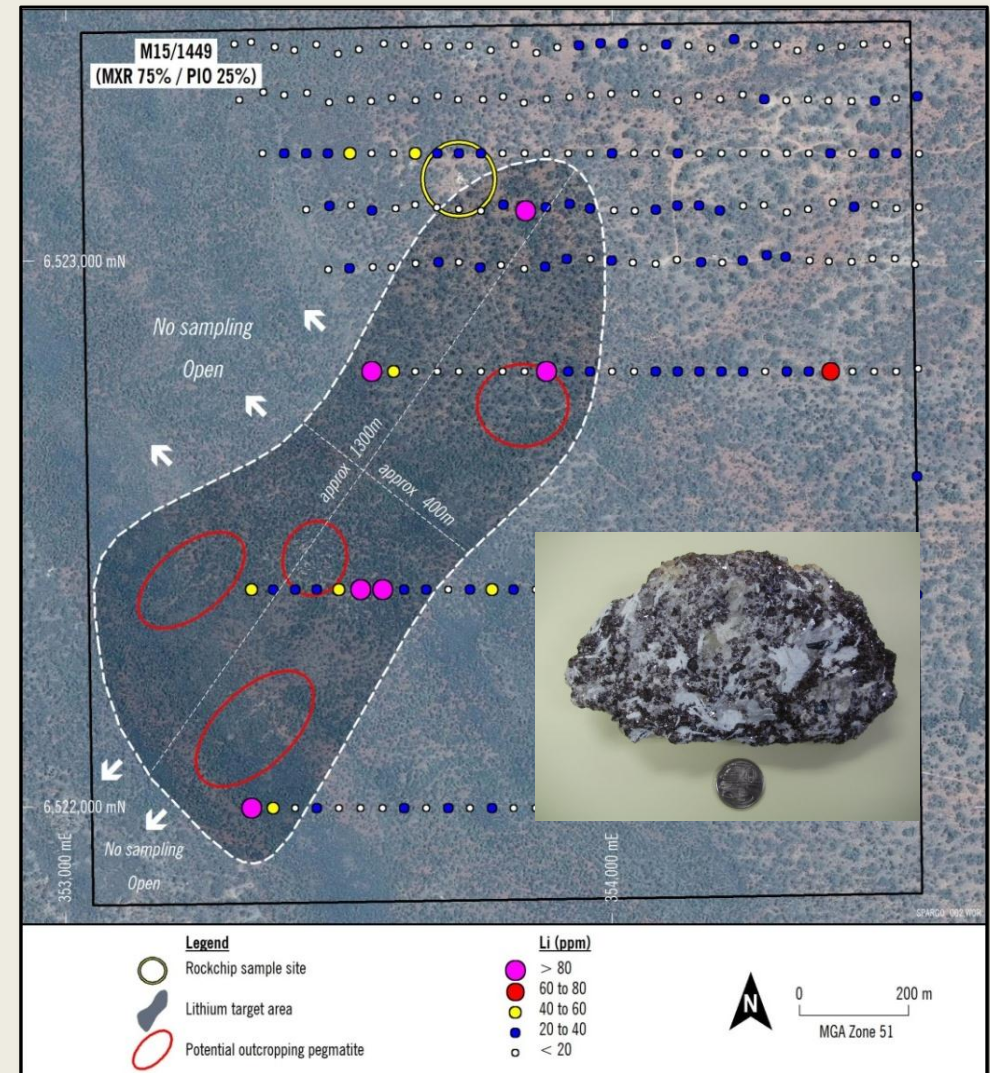 M15/1449
(MXR 75% / PIO 25%)
6,523,000 mN
No sampling
Open
approx 1300m
approx 400m
6,522,000 mN
No sampling
Open
353,000 mE
354,000 mE
SPARGO_002.WOR
Legend
Rockchip sample site
Lithium target area
Potential outcropping pegmatite
Li (ppm)
> 80
60 to 80
40 to 60
20 to 40
< 20
N
0 200 m
MGA Zone 51